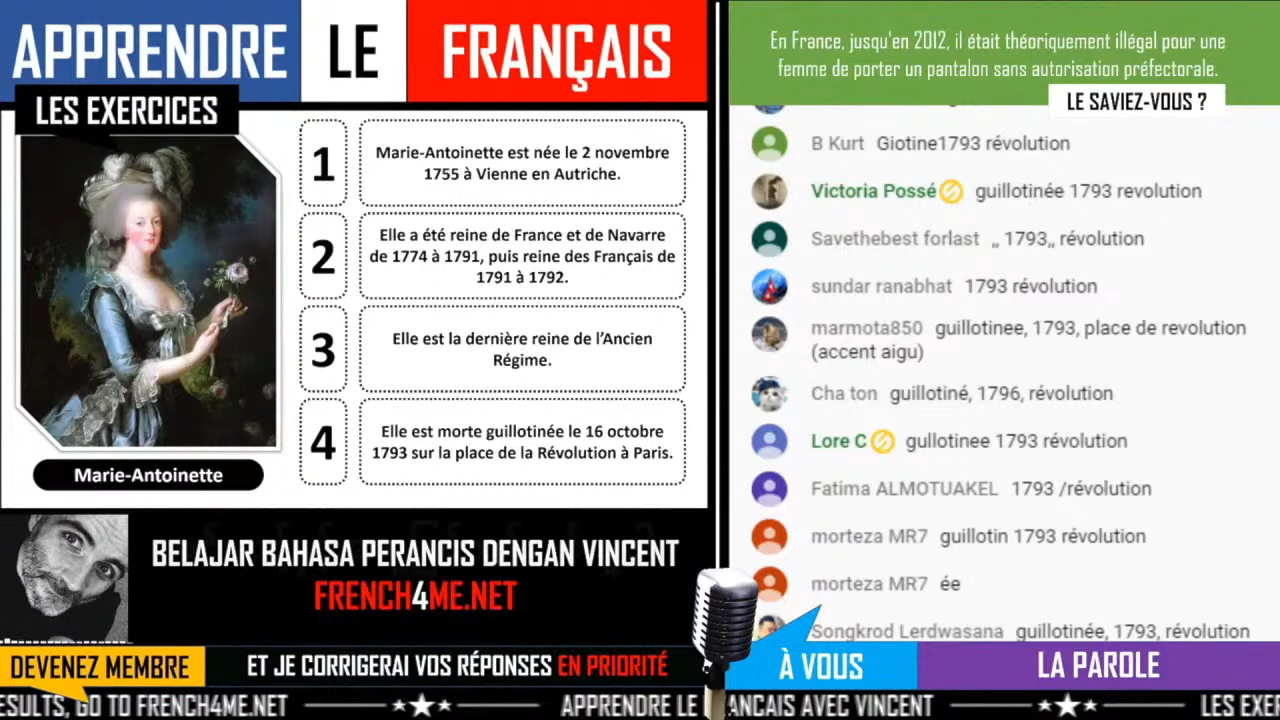 APPRENDRE LE FRANÇAIS
LES EXERCICES
1
Marie-Antoinette est née le 2 novembre
1755 à Vienne en Autriche.
2
Elle a été reine de France et de Navarre
de 1774 à 1791, puis reine des Français de
1791 à 1792.
3
Elle est la dernière reine de l'Ancien
Régime.
4
Elle est morte guillotinée le 16 octobre
1793 sur la place de la Révolution à Paris.
Marie-Antoinette
BELAJAR BAHASA PERANCIS DENGAN VINCENT
FRENCH4ME.NET
DEVENEZ MEMBRE
ET JE CORRIGERAI VOS RÉPONSES EN PRIORITÉ
En France, jusqu'en 2012, il était théoriquement illégal pour une
femme de porter un pantalon sans autorisation préfectorale.
LE SAVIEZ-VOUS ?
B Kurt Giotine1793 révolution
Victoria Possé guillotinée 1793 revolution
Savethebest forlast ,, 1793,, révolution
sundar ranabhat 1793 révolution
marmota850 guillotinee, 1793, place de revolution
(accent aigu)
Cha ton guillotiné, 1796, révolution
Lore C gullotinee 1793 révolution
Fatima ALMOTUAKEL 1793 /révolution
morteza MR7 guillotin 1793 révolution
morteza MR7 ée
Songkrod Lerdwasana guillotinée, 1793, révolution
À VOUS
LA PAROLE
ESULTS, GO TO FRENCH4ME.NET APPRENDRE LE ANCAIS AVEC VINCENT LES EXER